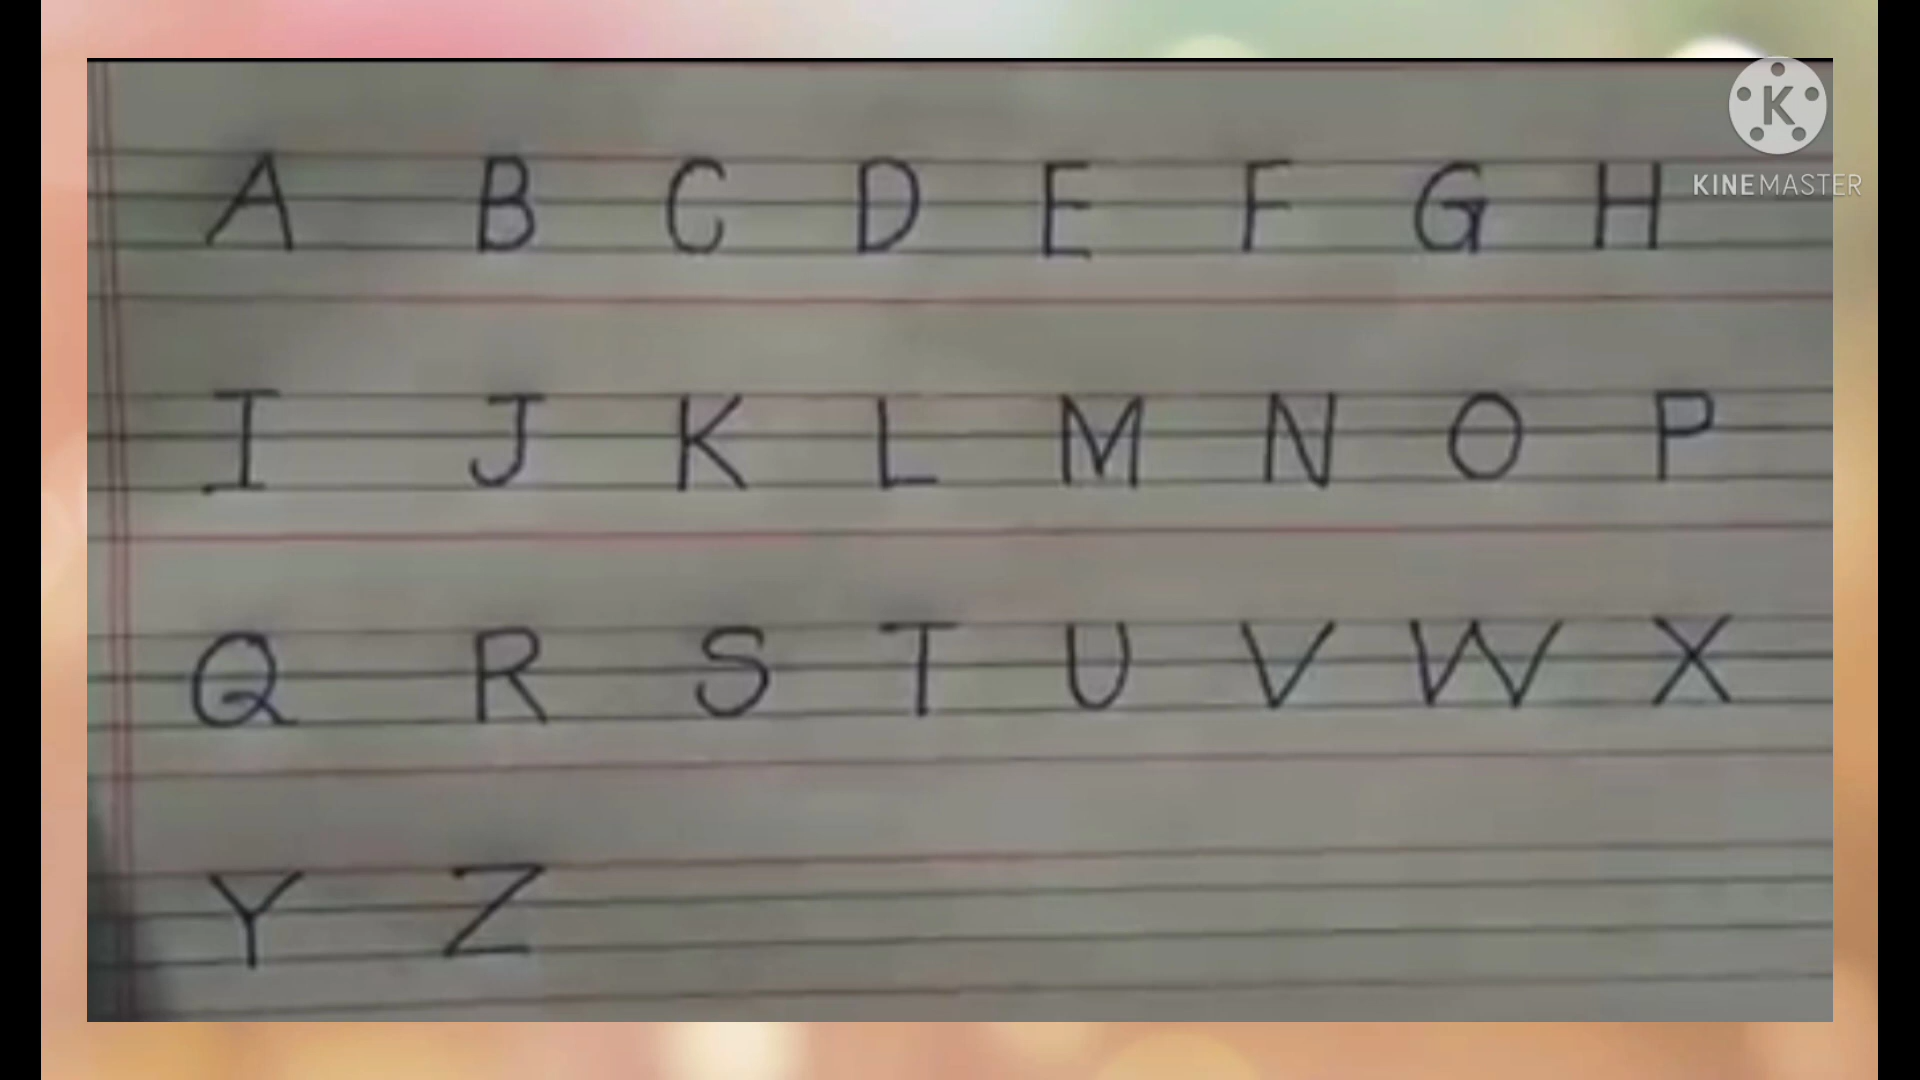 A B C D E F G H
KINEMASTER
I J K L M N O P
Q R S T U V W X
Y Z